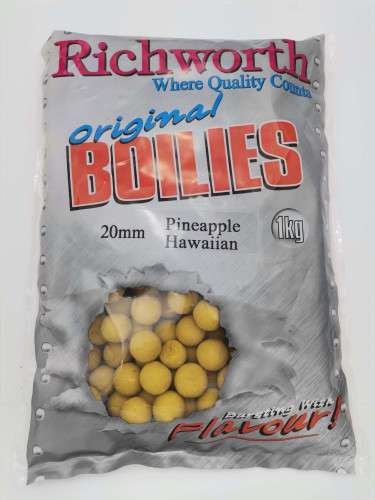 Richworth
Where Quality Counts
original
BOILIES
20mm Pineapple
Hawaiian
1kg
Bursting With
Flavour!